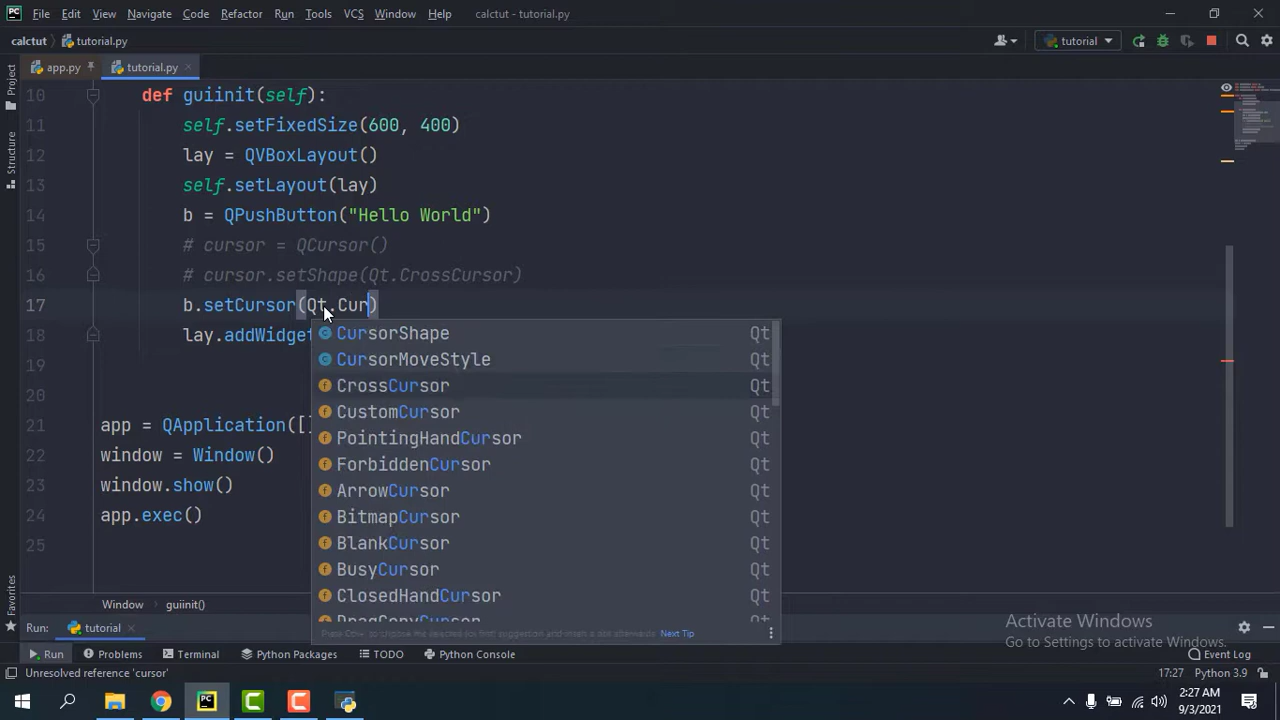 File Edit View Navigate Code Refactor Run Tools VCS Window Help calctut - tutorial.py
calctut tutorial.py tutorial
Project app.py tutorial.py
10 def guiinit(self):
11 self.setFixedSize(600, 400)
12 lay = QVBoxLayout()
13 self.setLayout(lay)
14 b = QPushButton("Hello World")
15 # cursor = QCursor()
16 # cursor.setShape(Qt.CrossCursor)
17 b.setCursor(Qt.Cur)
18 lay.addWidget
19
20
21 app = QApplication([]
22 window = Window()
23 window.show()
24 app.exec()
25
CursorShape Qt
CursorMoveStyle Qt
CrossCursor Qt
CustomCursor Qt
PointingHandCursor Qt
ForbiddenCursor Qt
ArrowCursor Qt
BitmapCursor Qt
BlankCursor Qt
BusyCursor Qt
ClosedHandCursor Qt
Next Tip
Structure
Favorites
Window guiinit()
Activate Windows
Go to Settings to activate Windows.
Run: tutorial
Run Problems Terminal Python Packages TODO Python Console Event Log
Unresolved reference 'cursor' 17:27 Python 3.9
2:27 AM
9/3/2021